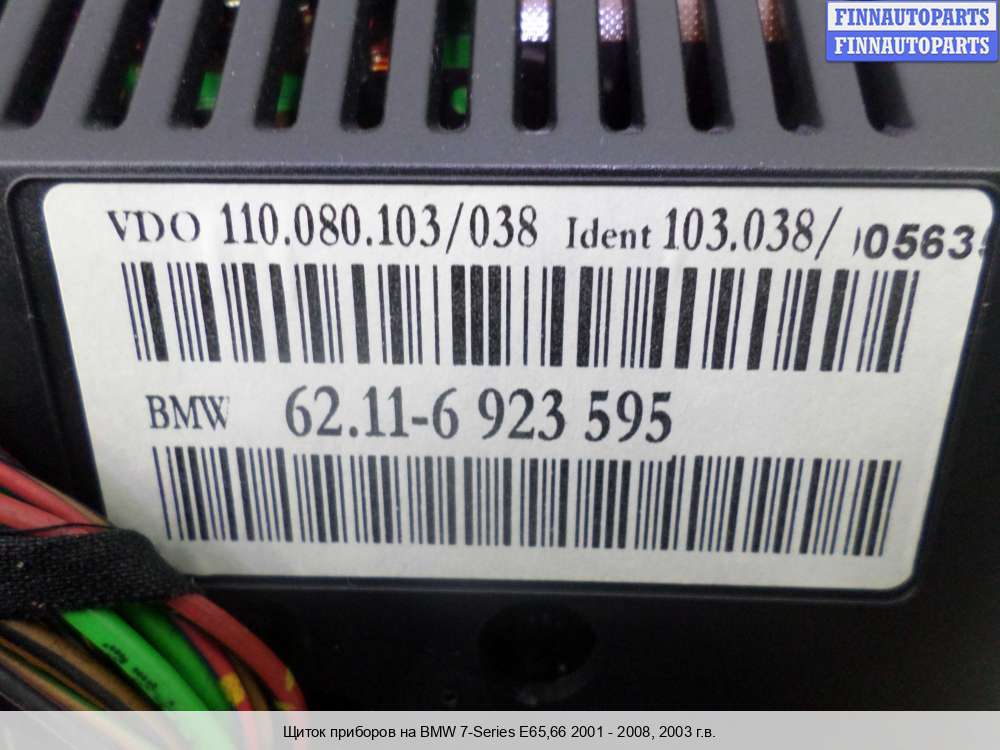 FINNAUTOPARTS
FINNAUTOPARTS
VDO 110.080.103/038 Ident 103.038/ 00563
BMW 62.11-6 923 595
Щиток приборов на BMW 7-Series E65,66 2001 - 2008, 2003 г.в.